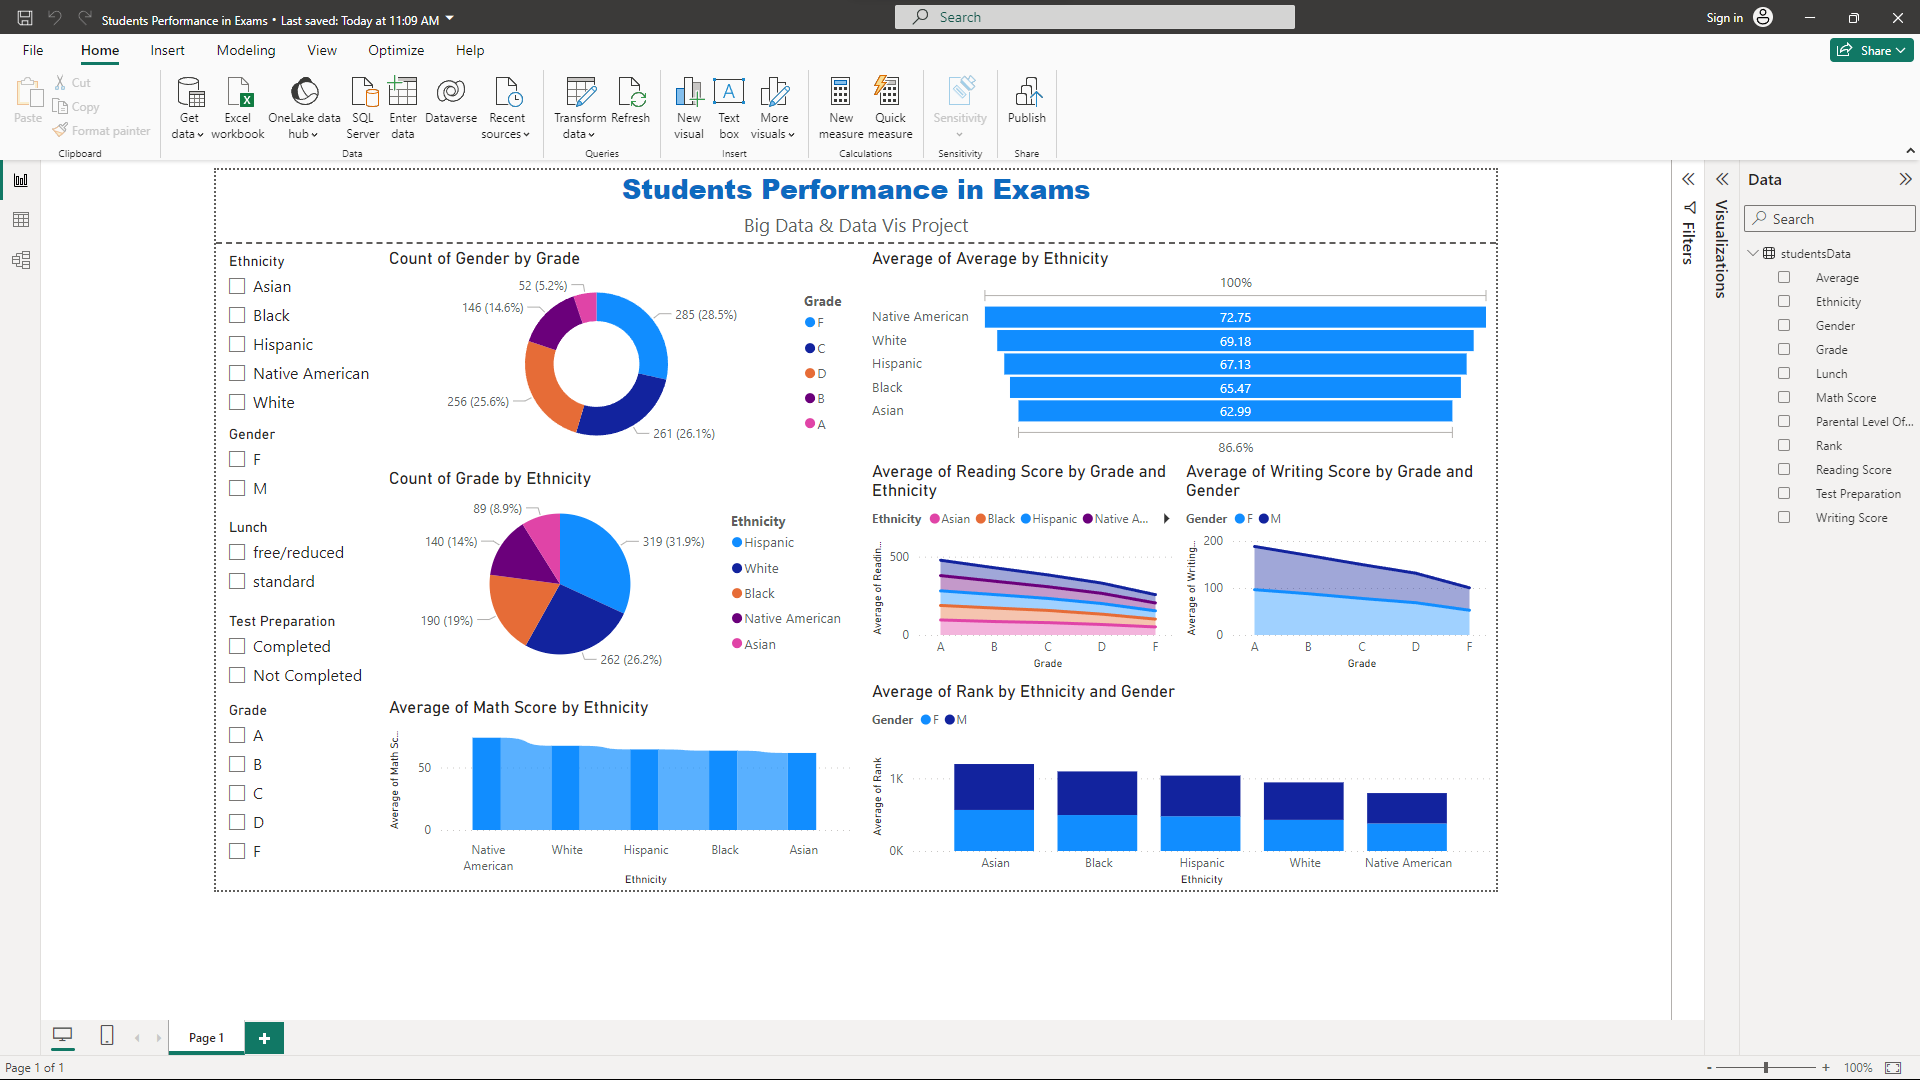 Students Performance in Exams • Last saved: Today at 11:09 AM
Search
Sign in
File
Home
Insert
Modeling
View
Optimize
Help
Share
Paste
Cut
Copy
Format painter
Clipboard
Get data
Excel workbook
OneLake data hub
SQL Server
Enter data
Dataverse
Recent sources
Data
Transform data
Refresh
Queries
New visual
Text box
More visuals
Insert
New measure
Quick measure
Calculations
Sensitivity
Sensitivity
Publish
Share
Students Performance in Exams
Big Data & Data Vis Project
Ethnicity
Asian
Black
Hispanic
Native American
White
Gender
F
M
Lunch
free/reduced
standard
Test Preparation
Completed
Not Completed
Grade
A
B
C
D
F
Count of Gender by Grade
52 (5.2%)
146 (14.6%)
285 (28.5%)
256 (25.6%)
261 (26.1%)
Grade
F
C
D
B
A
Count of Grade by Ethnicity
89 (8.9%)
140 (14%)
319 (31.9%)
190 (19%)
262 (26.2%)
Ethnicity
Hispanic
White
Black
Native American
Asian
Average of Math Score by Ethnicity
Average of Math Sc...
50
0
Native American
White
Hispanic
Black
Asian
Ethnicity
Average of Average by Ethnicity
100%
Native American 72.75
White 69.18
Hispanic 67.13
Black 65.47
Asian 62.99
86.6%
Average of Reading Score by Grade and
Ethnicity
Ethnicity Asian Black Hispanic Native A...
Average of Readin...
500
0
A B C D F
Grade
Average of Writing Score by Grade and
Gender
Gender F M
Average of Writing...
200
100
0
A B C D F
Grade
Average of Rank by Ethnicity and Gender
Gender F M
Average of Rank
1K
0K
Asian
Black
Hispanic
White
Native American
Ethnicity
Filters
Visualizations
Data
Search
studentsData
Average
Ethnicity
Gender
Grade
Lunch
Math Score
Parental Level Of...
Rank
Reading Score
Test Preparation
Writing Score
Page 1
Page 1 of 1
100%